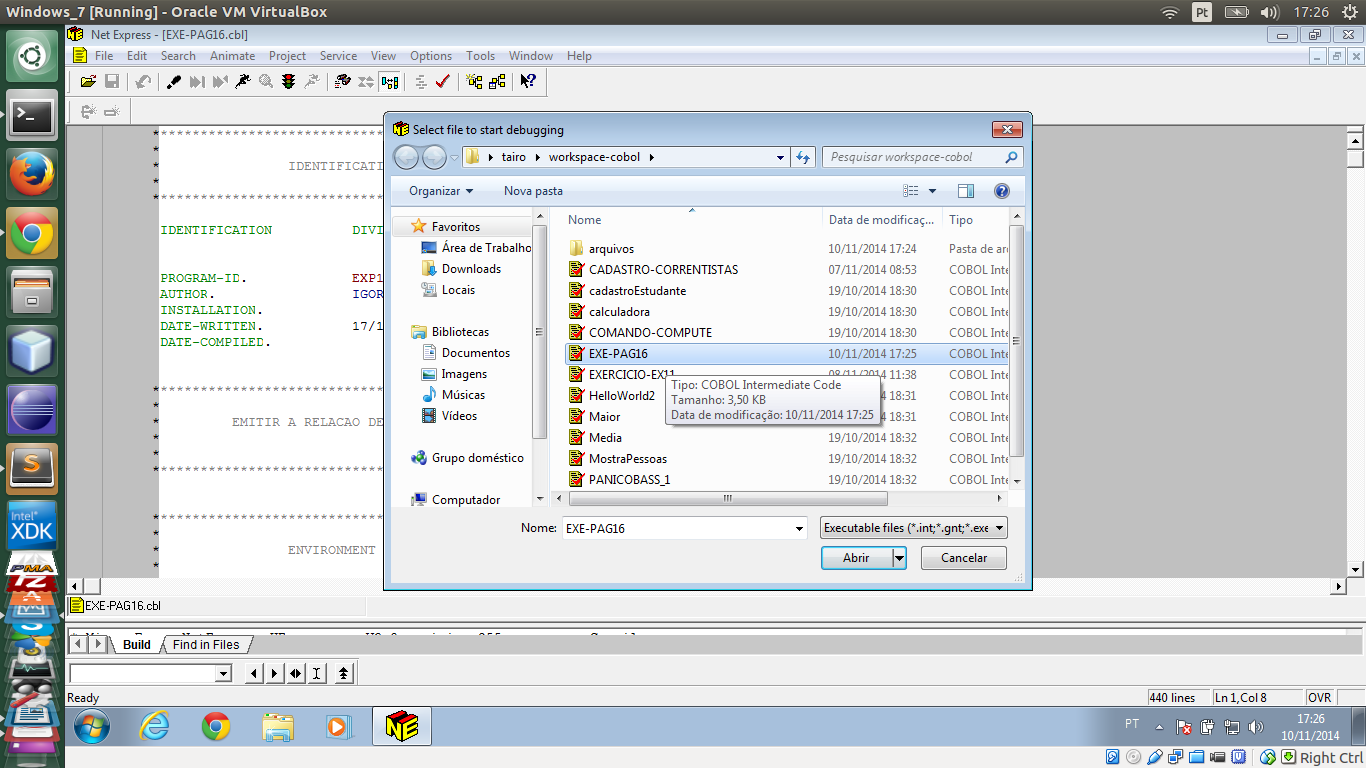 Windows_7 [Running] - Oracle VM VirtualBox
Pt
17:26
Net Express - [EXE-PAG16.cbl]
File Edit Search Animate Project Service View Options Tools Window Help
Select file to start debugging
tairo workspace-cobol
Pesquisar workspace-cobol
Organizar Nova pasta
Favoritos
Área de Trabalho
Downloads
Locais
Bibliotecas
Documentos
Imagens
Músicas
Vídeos
Grupo doméstico
Computador
Nome Data de modificaç... Tipo
arquivos 10/11/2014 17:24 Pasta de ar
CADASTRO-CORRENTISTAS 07/11/2014 08:53 COBOL Inte
cadastroEstudante 19/10/2014 18:30 COBOL Inte
calculadora 19/10/2014 18:30 COBOL Inte
COMANDO-COMPUTE 19/10/2014 18:30 COBOL Inte
EXE-PAG16 10/11/2014 17:25 COBOL Inte
EXERCICIO-EX11 08/11/2014 11:38 COBOL Inte
HelloWorld2 18:31 COBOL Inte
Maior 18:31 COBOL Inte
Media 19/10/2014 18:32 COBOL Inte
MostraPessoas 19/10/2014 18:32 COBOL Inte
PANICOBASS_1 19/10/2014 18:32 COBOL Inte
Tipo: COBOL Intermediate Code
Tamanho: 3,50 KB
Data de modificação: 10/11/2014 17:25
Nome: EXE-PAG16
Executable files (*.int;*.gnt;*.exe
Abrir Cancelar
IDENTIFICATI
IDENTIFICATION DIVI
PROGRAM-ID. EXP1
AUTHOR. IGOR
INSTALLATION.
DATE-WRITTEN. 17/1
DATE-COMPILED.
EMITIR A RELACAO DE
ENVIRONMENT
EXE-PAG16.cbl
Build Find in Files
Ready
440 lines Ln 1,Col 8 OVR
PT
17:26
10/11/2014
Right Ctrl
Intel
XDK
PMA
NE